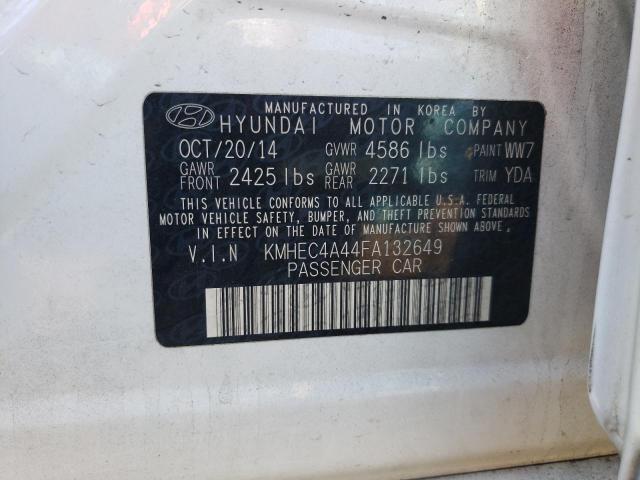 MANUFACTURED IN KOREA BY
HYUNDAI MOTOR COMPANY
OCT/20/14 GVWR 4586 lbs PAINT WW7
GAWR FRONT 2425 lbs GAWR REAR 2271 lbs TRIM YDA
THIS VEHICLE CONFORMS TO ALL APPLICABLE U.S.A. FEDERAL
MOTOR VEHICLE SAFETY, BUMPER, AND THEFT PREVENTION STANDARDS
IN EFFECT ON THE DATE OF MANUFACTURE SHOWN ABOVE.
V.I.N KMHEC4A44FA132649
PASSENGER CAR